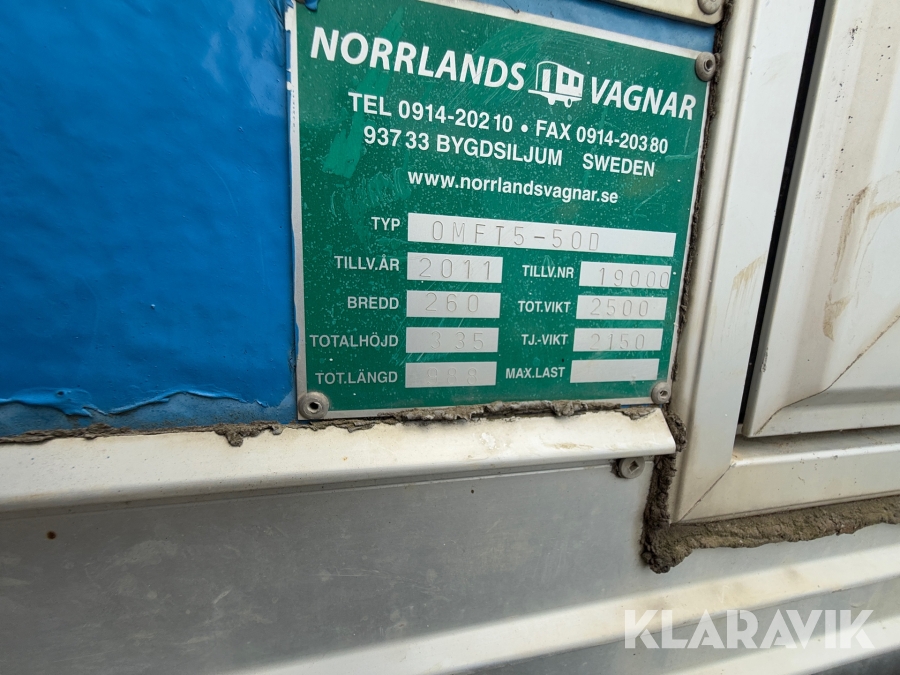 NORRLANDS VAGNAR
TEL 0914-202 10 • FAX 0914-203 80
937 33 BYGDSILJUM SWEDEN
www.norrlandsvagnar.se
TYP OMFT5-50D
TILLV.ÅR 2011 TILLV.NR 19000
BREDD 260 TOT.VIKT 2500
TOTALHÖJD 335 TJ.-VIKT 2150
TOT.LÄNGD MAX.LAST
KLARAVIK